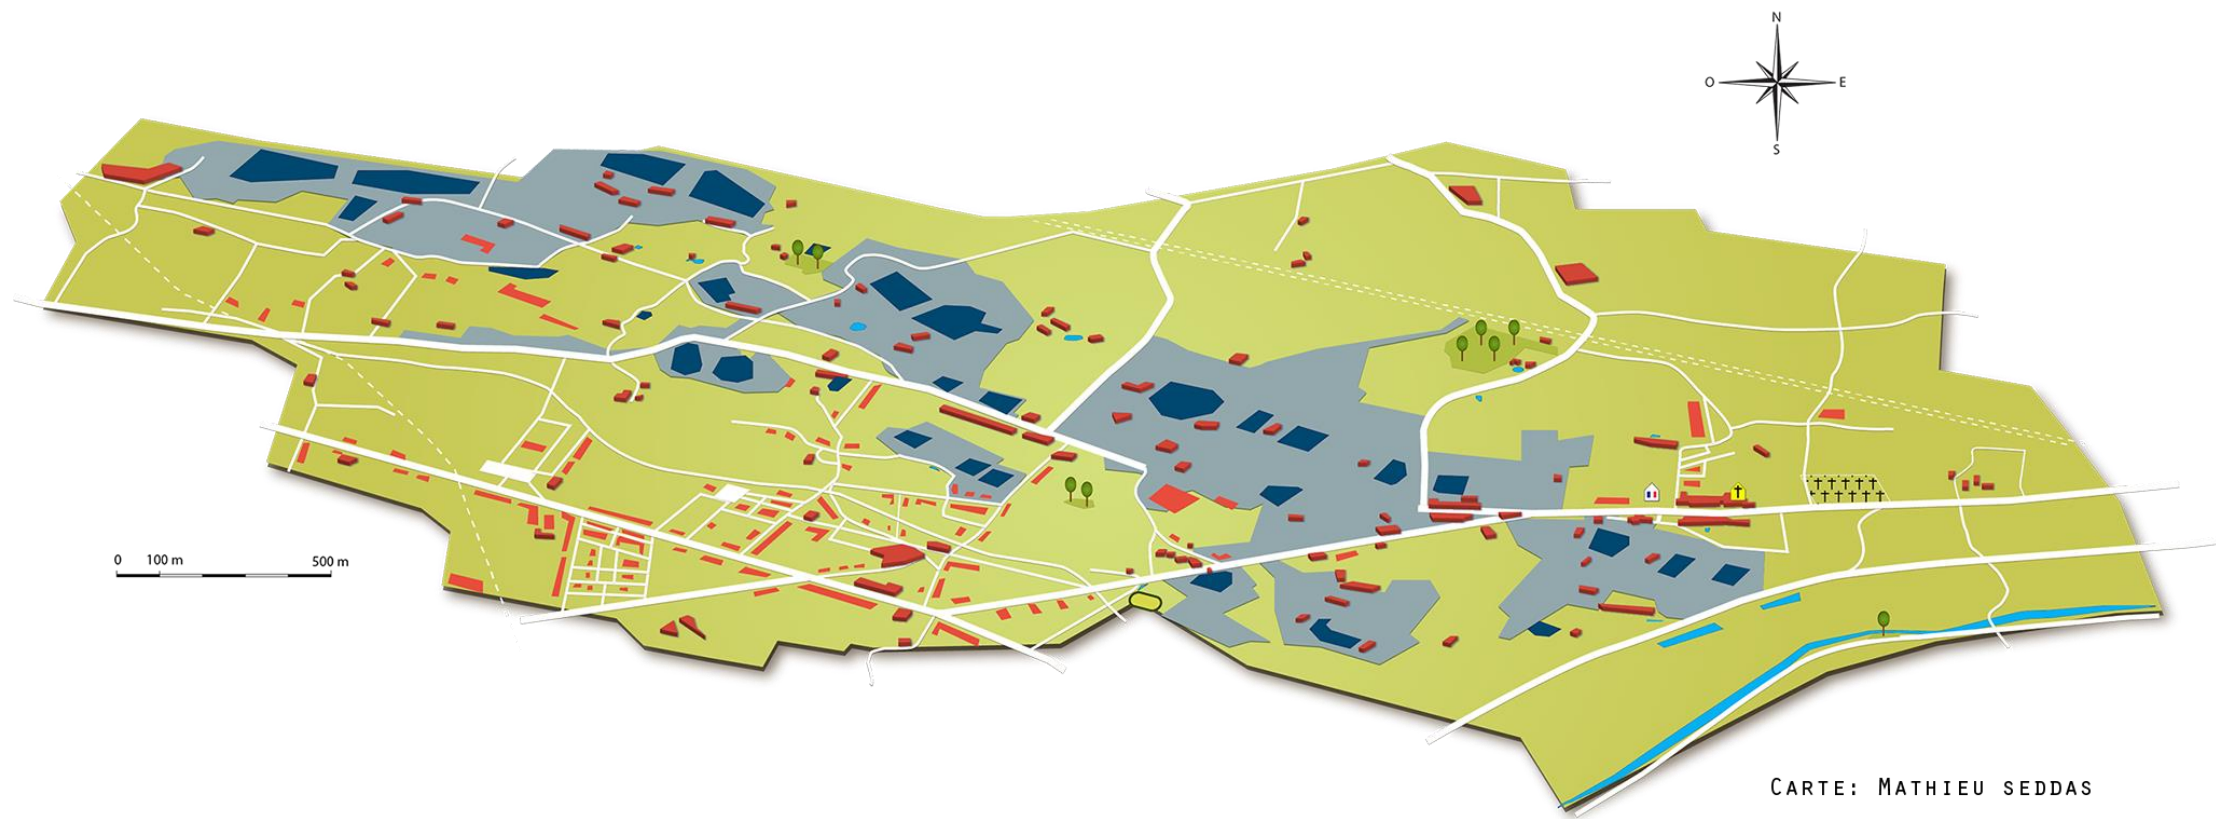 N
O E
S
0 100 m 500 m
CARTE: MATHIEU SEDDAS